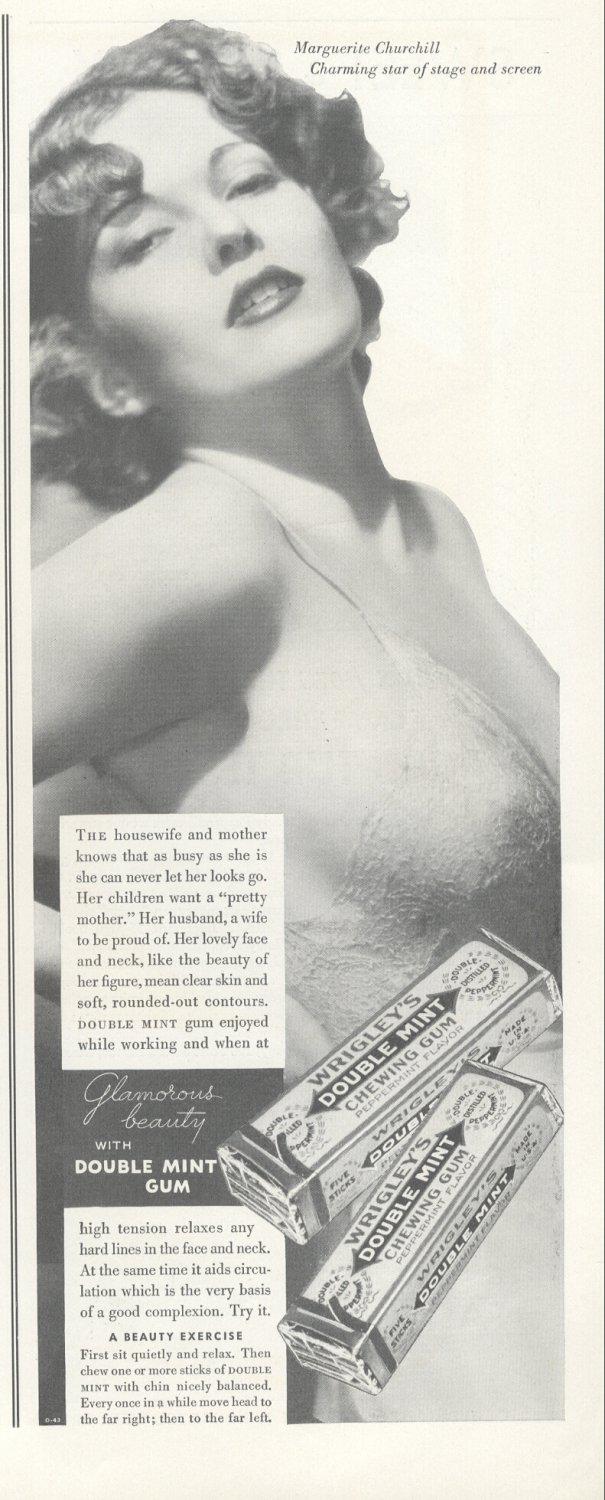 Marguerite Churchill
Charming star of stage and screen
THE housewife and mother
knows that as busy as she is
she can never let her looks go.
Her children want a “pretty
mother.” Her husband, a wife
to be proud of. Her lovely face
and neck, like the beauty of
her figure, mean clear skin and
soft, rounded-out contours.
DOUBLE MINT gum enjoyed
while working and when at
Glamorous
beauty
WITH
DOUBLE MINT
GUM
high tension relaxes any
hard lines in the face and neck.
At the same time it aids circu-
lation which is the very basis
of a good complexion. Try it.
A BEAUTY EXERCISE
First sit quietly and relax. Then
chew one or more sticks of DOUBLE
MINT with chin nicely balanced.
Every once in a while move head to
the far right; then to the far left.
O-43
WRIGLEY'S
DOUBLE MINT
CHEWING GUM
PEPPERMINT FLAVOR
DOUBLE
DISTILLED
PEPPERMINT
MADE
IN
U.S.A.
WRIGLEY'S
DOUBL
FIVE
STICKS
WRIGLEY'S
DOUBLE MINT
CHEWING GUM
PEPPERMINT FLAVOR
DOUBLE
DISTILLED
PEPPERMINT
MADE
IN
U.S.A.
WRIGLEY'S
DOUBLE MINT
PEPPERMINT FLAVOR
FIVE
STICKS